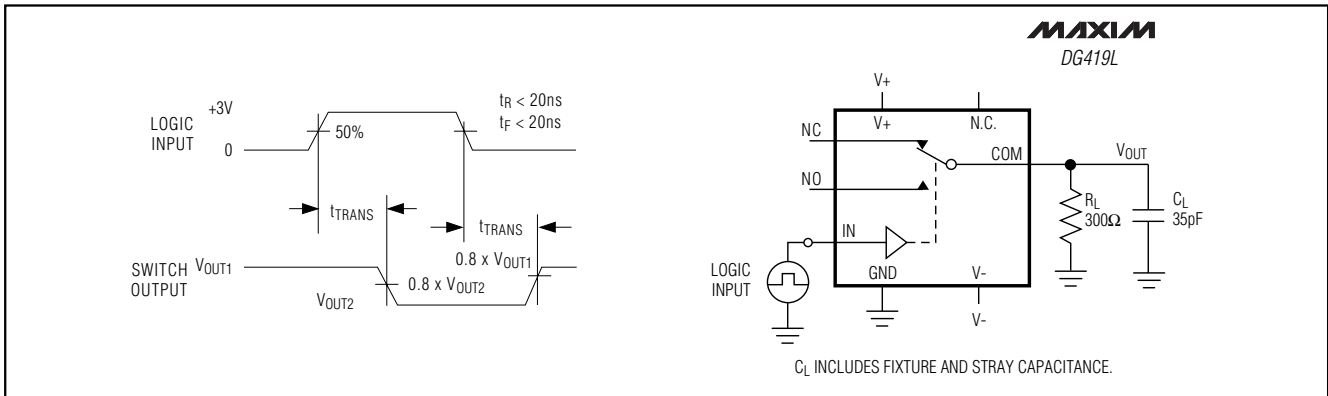 MAXIM
DG419L
+3V
LOGIC
INPUT
0
50%
tR < 20ns
tF < 20ns
tTRANS
tTRANS
SWITCH
OUTPUT
VOUT1
VOUT2
0.8 x VOUT2
0.8 x VOUT1
V+
V+
N.C.
NC
NO
COM
VOUT
RL
300Ω
CL
35pF
IN
LOGIC
INPUT
GND
V-
V-
CL INCLUDES FIXTURE AND STRAY CAPACITANCE.